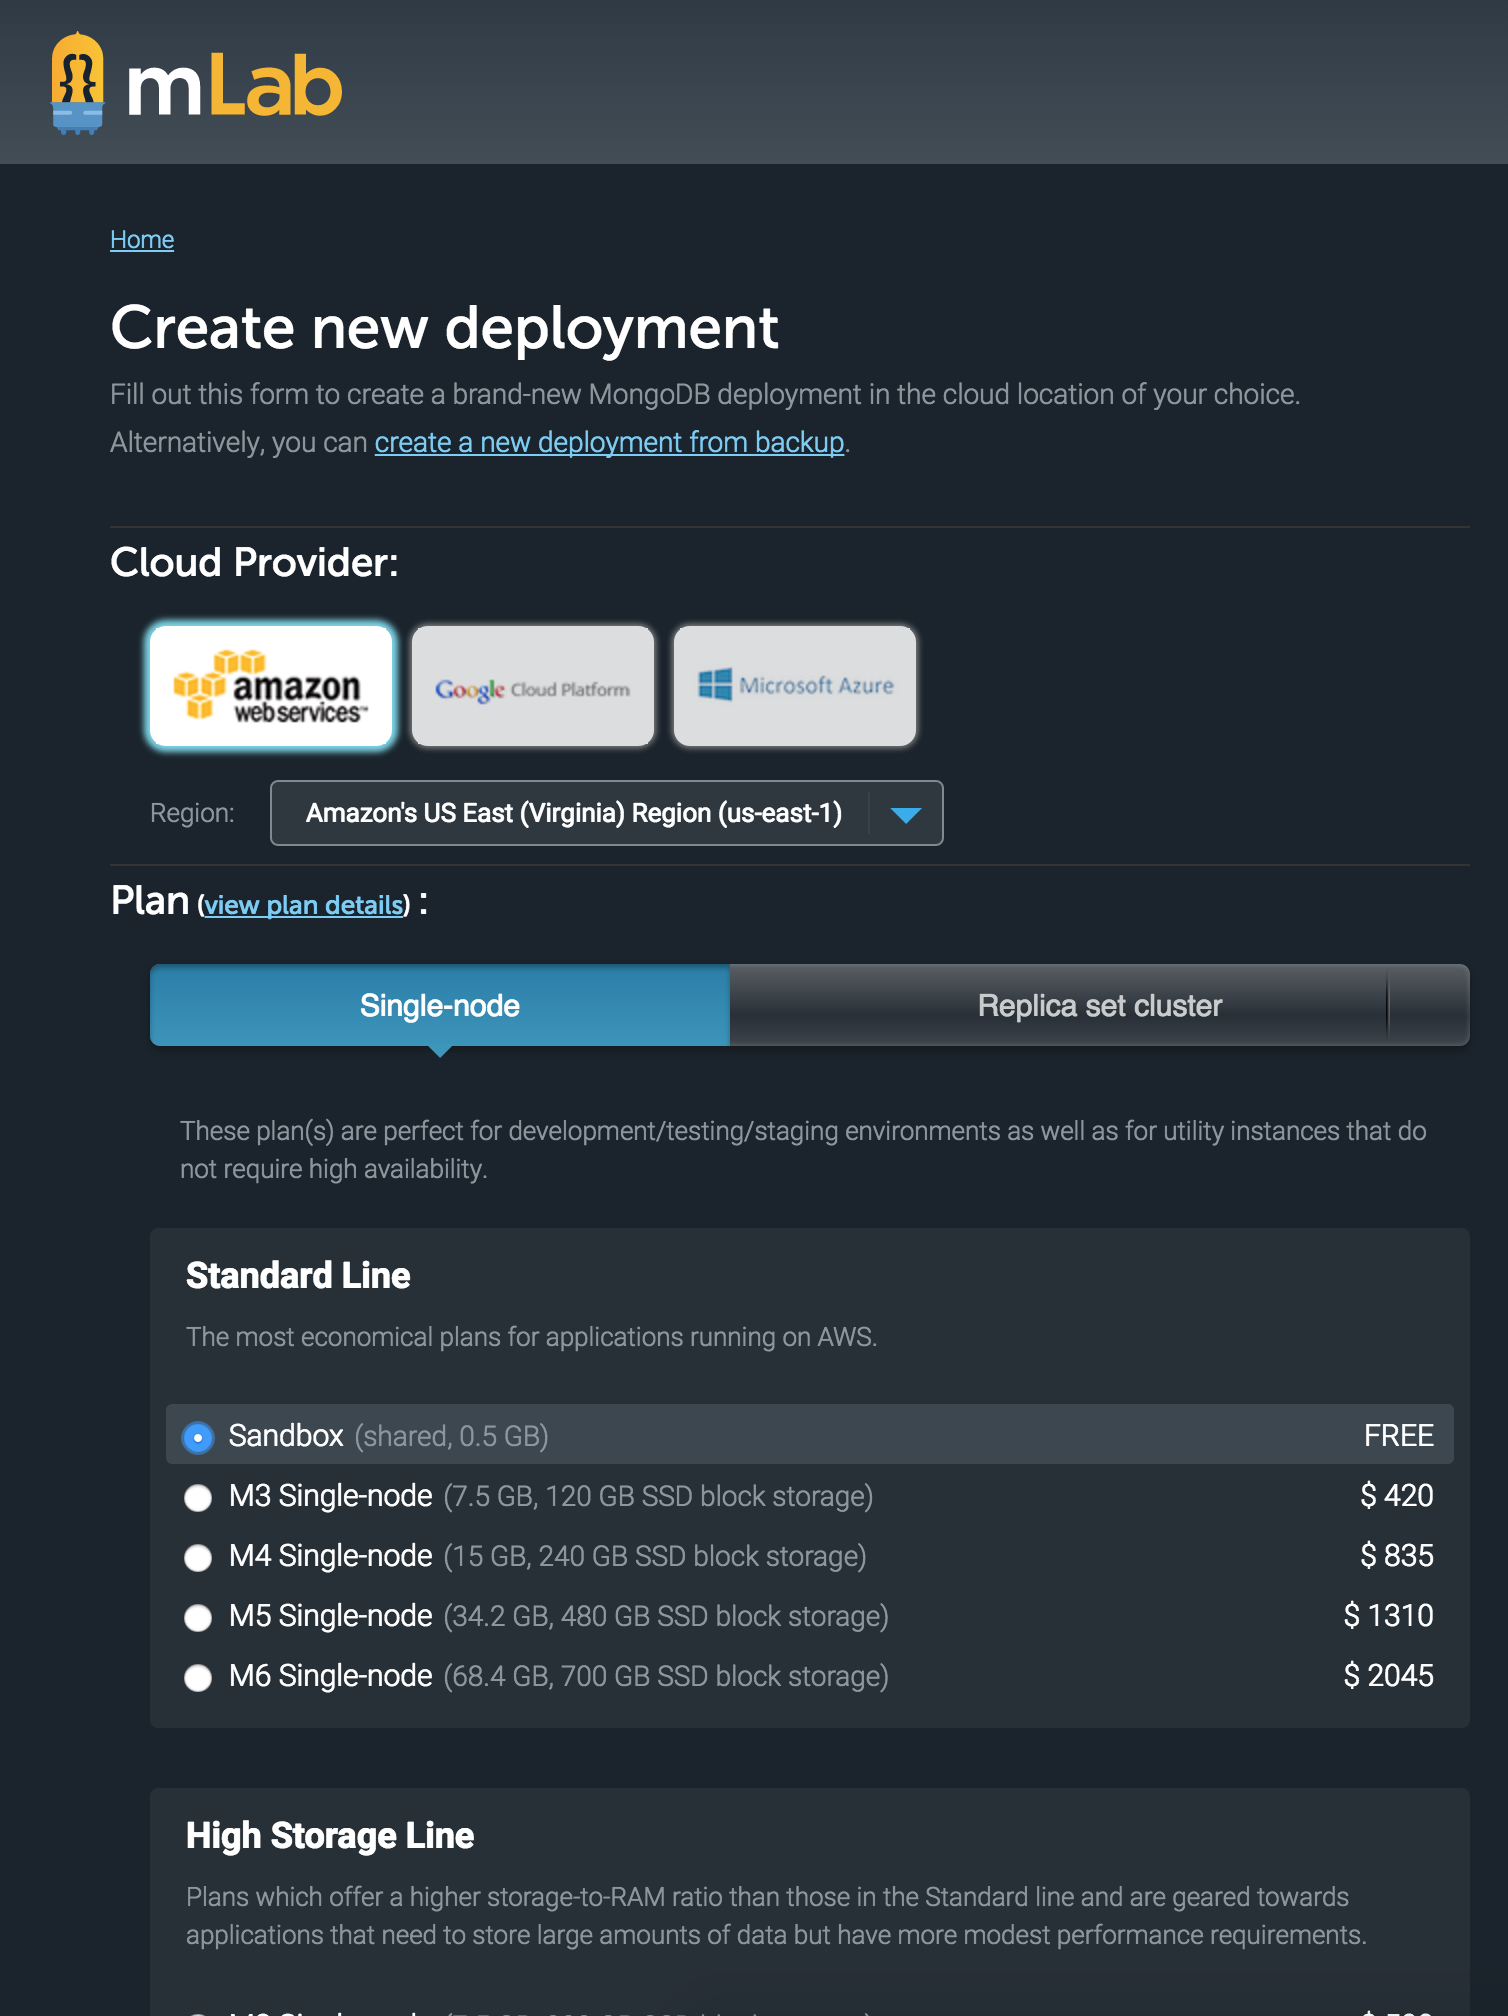 mLab
Home
Create new deployment
Fill out this form to create a brand-new MongoDB deployment in the cloud location of your choice.
Alternatively, you can create a new deployment from backup.
Cloud Provider:
amazon
web services™
Google Cloud Platform
Microsoft Azure
Region:
Amazon's US East (Virginia) Region (us-east-1)
Plan (view plan details) :
Single-node
Replica set cluster
These plan(s) are perfect for development/testing/staging environments as well as for utility instances that do
not require high availability.
Standard Line
The most economical plans for applications running on AWS.
Sandbox (shared, 0.5 GB) FREE
M3 Single-node (7.5 GB, 120 GB SSD block storage) $ 420
M4 Single-node (15 GB, 240 GB SSD block storage) $ 835
M5 Single-node (34.2 GB, 480 GB SSD block storage) $ 1310
M6 Single-node (68.4 GB, 700 GB SSD block storage) $ 2045
High Storage Line
Plans which offer a higher storage-to-RAM ratio than those in the Standard line and are geared towards
applications that need to store large amounts of data but have more modest performance requirements.